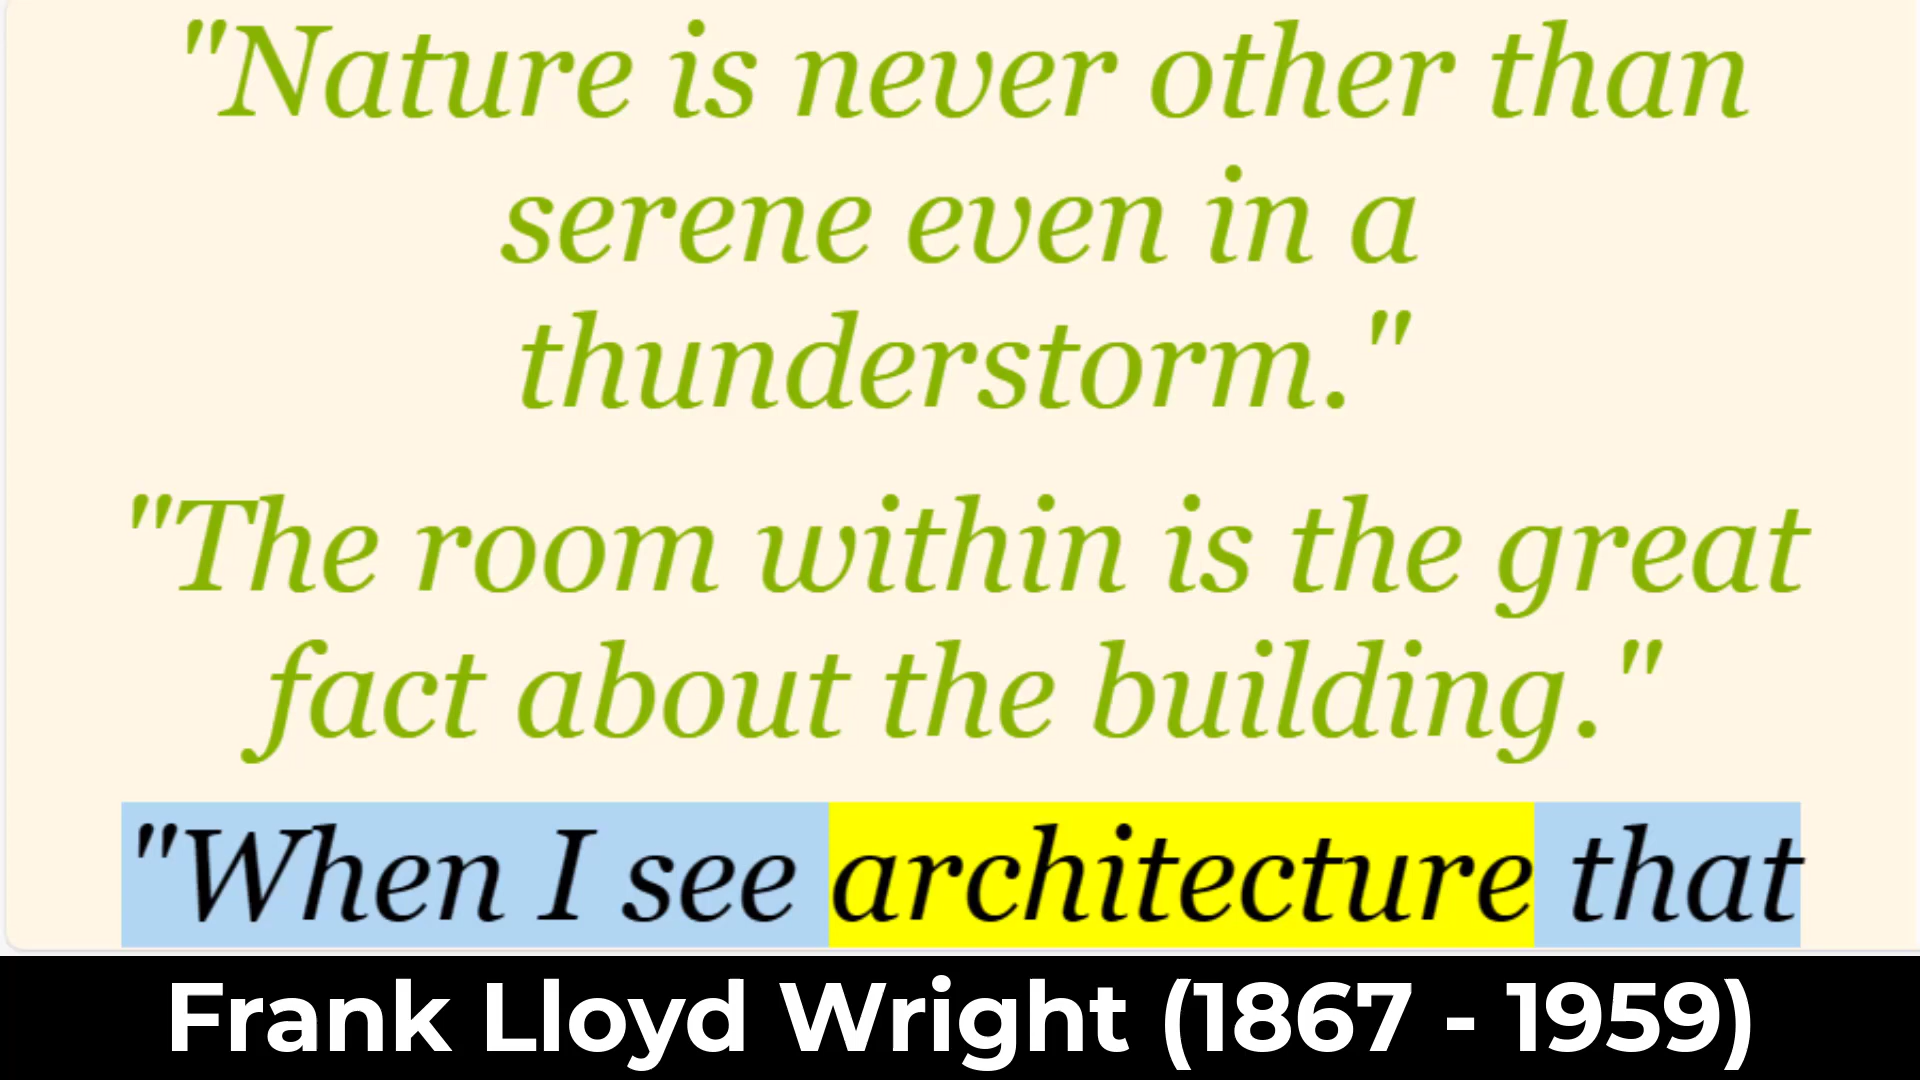 "Nature is never other than
serene even in a
thunderstorm."
"The room within is the great
fact about the building."
"When I see architecture that
Frank Lloyd Wright (1867 - 1959)